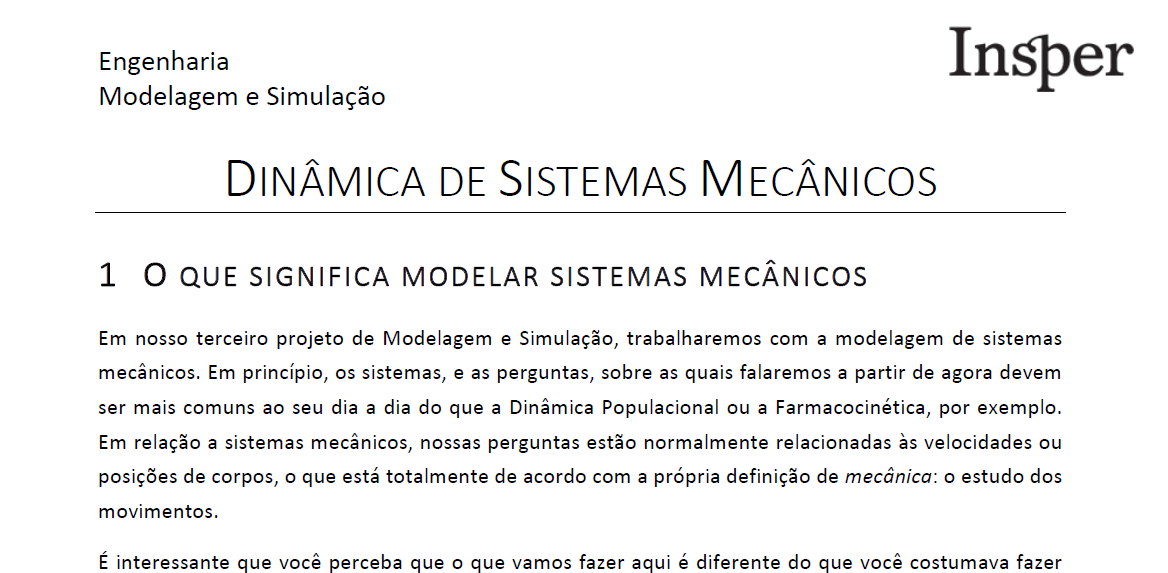 Insper
Engenharia
Modelagem e Simulação
DINÂMICA DE SISTEMAS MECÂNICOS
1 O QUE SIGNIFICA MODELAR SISTEMAS MECÂNICOS
Em nosso terceiro projeto de Modelagem e Simulação, trabalharemos com a modelagem de sistemas
mecânicos. Em princípio, os sistemas, e as perguntas, sobre as quais falaremos a partir de agora devem
ser mais comuns ao seu dia a dia do que a Dinâmica Populacional ou a Farmacocinética, por exemplo.
Em relação a sistemas mecânicos, nossas perguntas estão normalmente relacionadas às velocidades ou
posições de corpos, o que está totalmente de acordo com a própria definição de mecânica: o estudo dos
movimentos.
É interessante que você perceba que o que vamos fazer aqui é diferente do que você costumava fazer